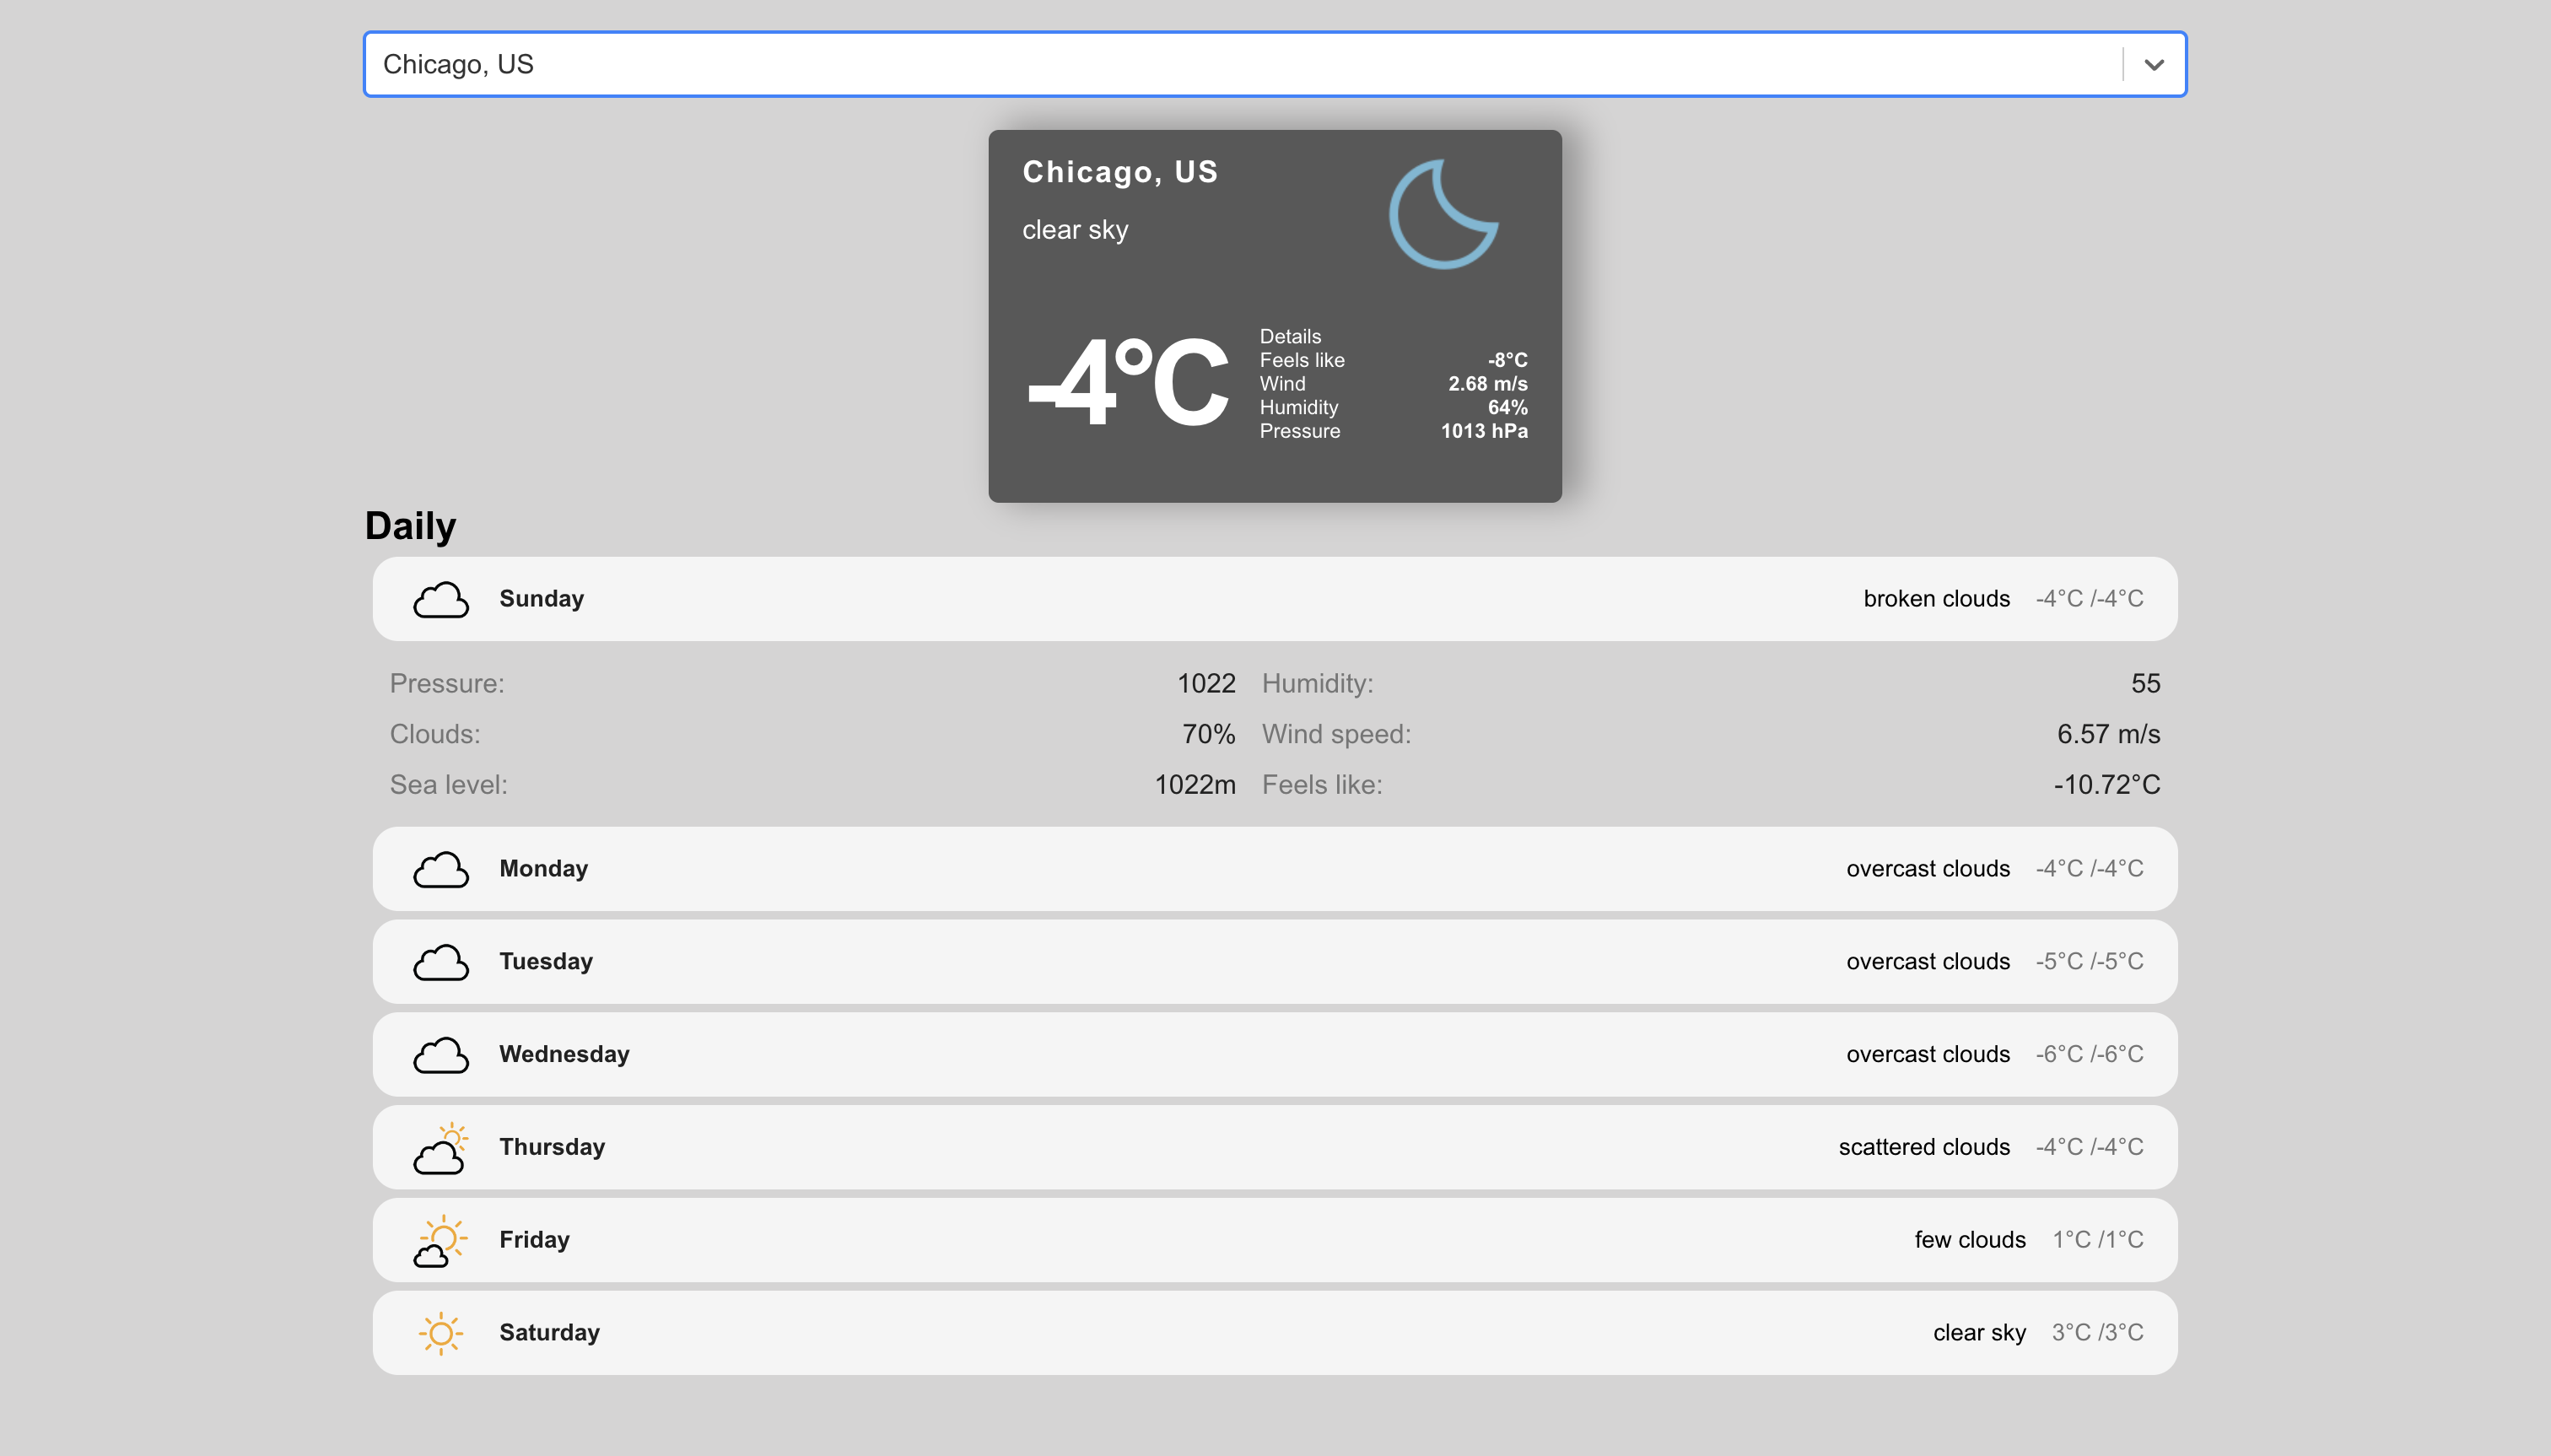 Chicago, US
Chicago, US
clear sky
-4°C
Details
Feels like -8°C
Wind 2.68 m/s
Humidity 64%
Pressure 1013 hPa
Daily
Sunday broken clouds -4°C /-4°C
Pressure: 1022 Humidity: 55
Clouds: 70% Wind speed: 6.57 m/s
Sea level: 1022m Feels like: -10.72°C
Monday overcast clouds -4°C /-4°C
Tuesday overcast clouds -5°C /-5°C
Wednesday overcast clouds -6°C /-6°C
Thursday scattered clouds -4°C /-4°C
Friday few clouds 1°C /1°C
Saturday clear sky 3°C /3°C